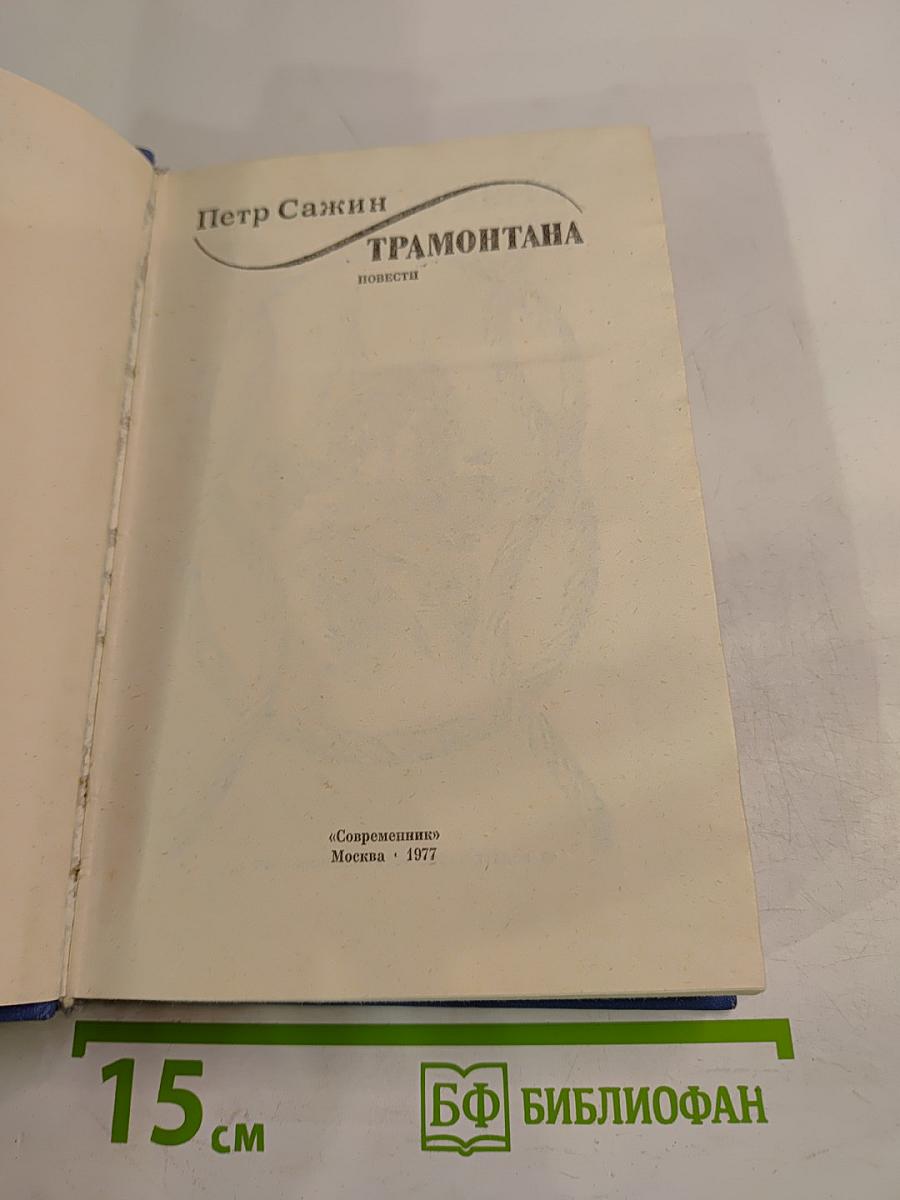 Петр Сажин
ТРАМОНТАНА
ПОВЕСТИ
«Современник»
Москва · 1977
15 см
БФ БИБЛИОФАН